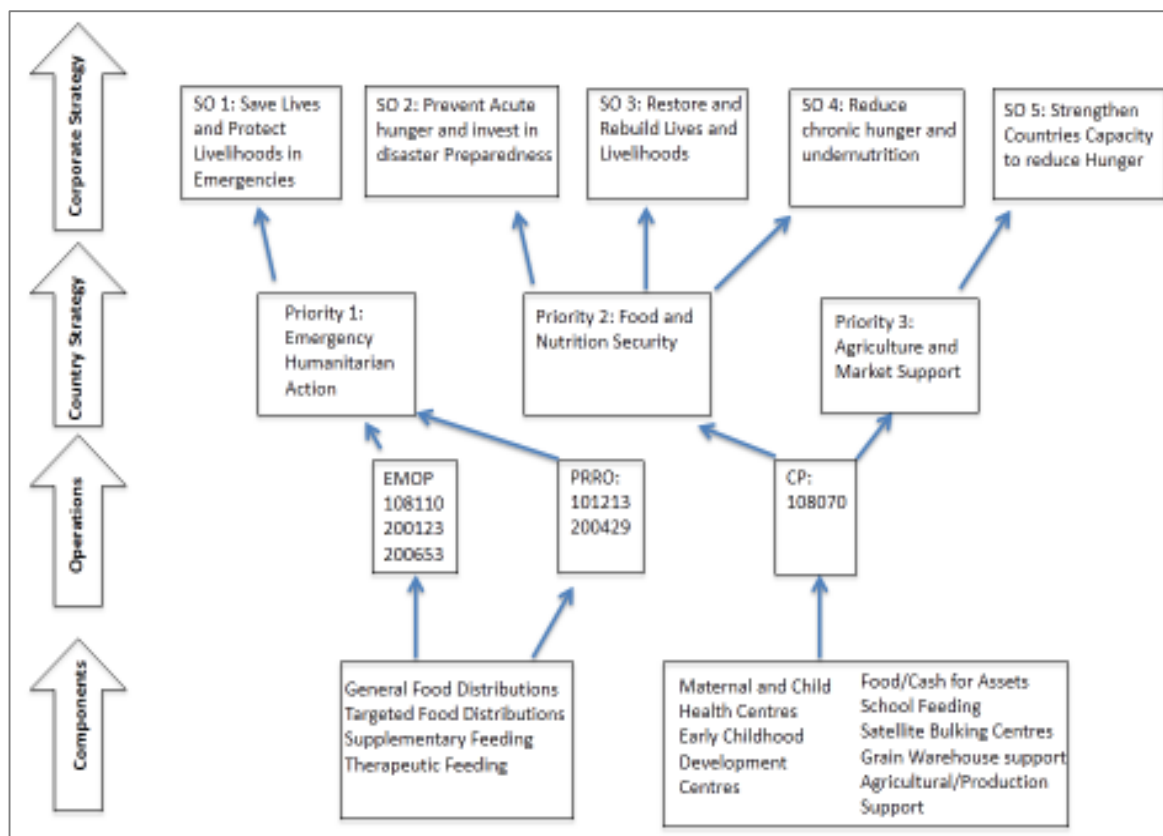 Corporate Strategy
SO 1: Save Lives
and Protect
Livelihoods in
Emergencies
SO 2: Prevent Acute
hunger and invest in
disaster Preparedness
SO 3: Restore and
Rebuild Lives and
Livelihoods
SO 4: Reduce
chronic hunger and
undernutrition
SO 5: Strengthen
Countries Capacity
to reduce Hunger
Country Strategy
Priority 1:
Emergency
Humanitarian
Action
Priority 2: Food and
Nutrition Security
Priority 3:
Agriculture and
Market Support
Operations
EMOP
108110
200123
200653
PRRO:
101213
200429
CP:
108070
Components
General Food Distributions
Targeted Food Distributions
Supplementary Feeding
Therapeutic Feeding
Maternal and Child
Health Centres
Early Childhood
Development
Centres
Food/Cash for Assets
School Feeding
Satellite Bulking Centres
Grain Warehouse support
Agricultural/Production
Support